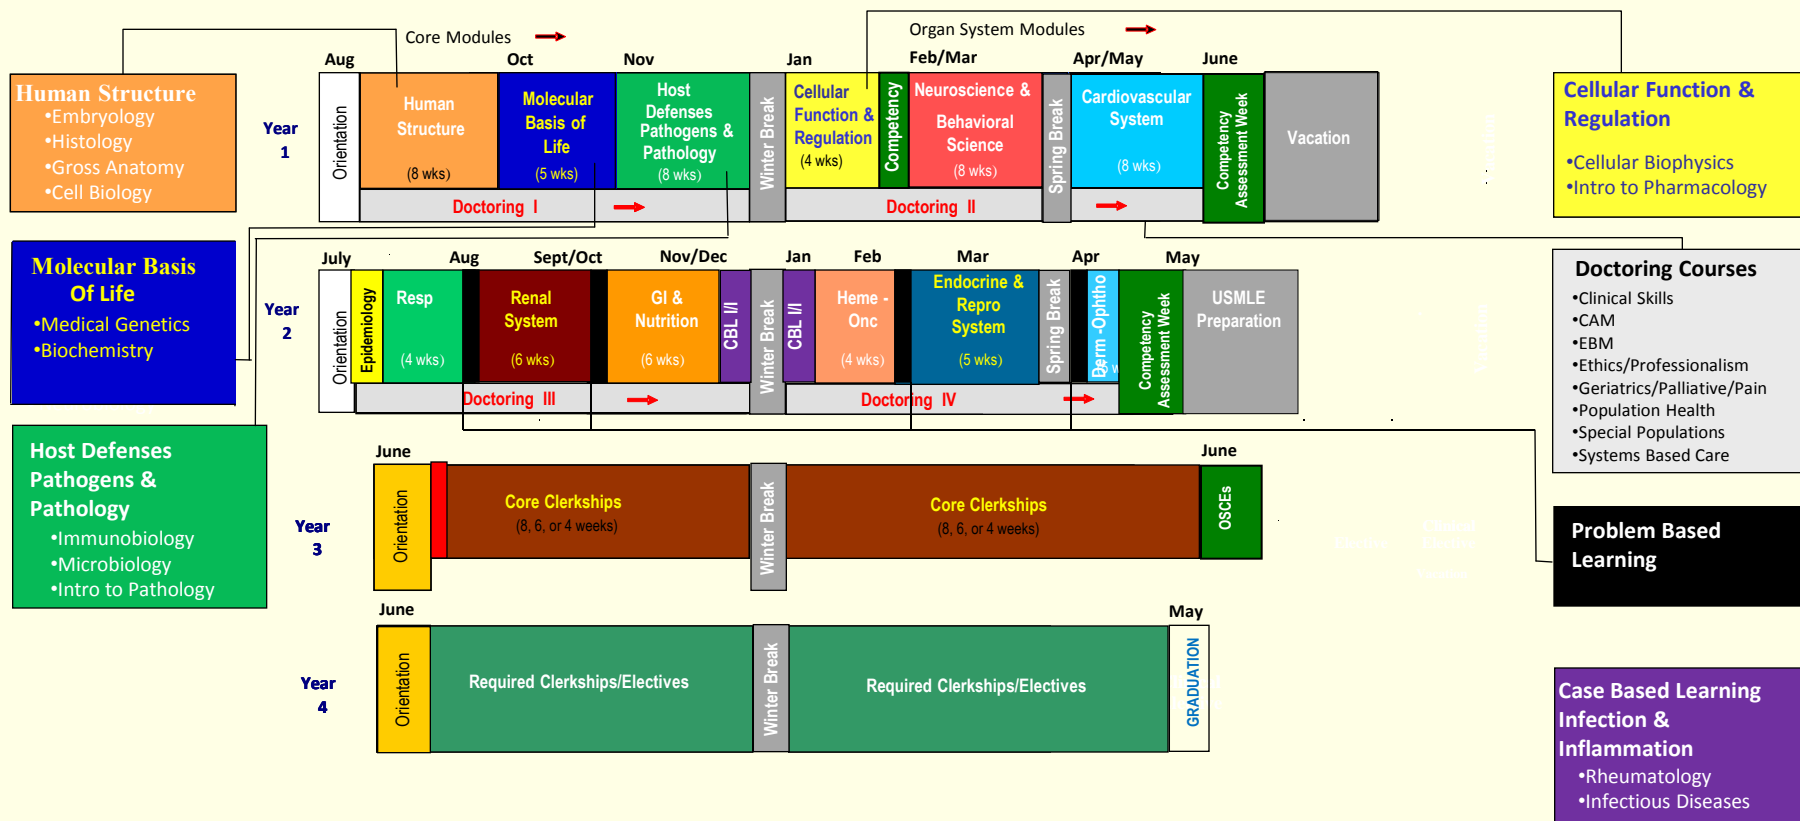 Core Modules
Organ System Modules
Aug
Oct
Nov
Jan
Feb/Mar
Apr/May
June
Human Structure
•Embryology
•Histology
•Gross Anatomy
•Cell Biology
Year
1
Orientation
Human
Structure
(8 wks)
Molecular
Basis of
Life
(5 wks)
Host
Defenses
Pathogens &
Pathology
(8 wks)
Winter Break
Cellular
Function &
Regulation
(4 wks)
Competency
Neuroscience &
Behavioral
Science
(8 wks)
Spring Break
Cardiovascular
System
(8 wks)
Competency
Assessment Week
Vacation
Doctoring I
Doctoring II
Cellular Function &
Regulation
•Cellular Biophysics
•Intro to Pharmacology
Molecular Basis
Of Life
•Medical Genetics
•Biochemistry
July
Aug
Sept/Oct
Nov/Dec
Jan
Feb
Mar
Apr
May
Year
2
Orientation
Epidemiology
Resp
(4 wks)
Renal
System
(6 wks)
GI &
Nutrition
(6 wks)
CBL I/I
Winter Break
CBL I/I
Heme -
Onc
(4 wks)
Endocrine &
Repro
System
(5 wks)
Spring Break
Derm -Ophtho
Competency
Assessment Week
USMLE
Preparation
Doctoring III
Doctoring IV
Doctoring Courses
•Clinical Skills
•CAM
•EBM
•Ethics/Professionalism
•Geriatrics/Palliative/Pain
•Population Health
•Special Populations
•Systems Based Care
Host Defenses
Pathogens &
Pathology
•Immunobiology
•Microbiology
•Intro to Pathology
June
June
Year
3
Orientation
Core Clerkships
(8, 6, or 4 weeks)
Winter Break
Core Clerkships
(8, 6, or 4 weeks)
OSCEs
Problem Based
Learning
June
May
Year
4
Orientation
Required Clerkships/Electives
Winter Break
Required Clerkships/Electives
GRADUATION
Case Based Learning
Infection &
Inflammation
•Rheumatology
•Infectious Diseases